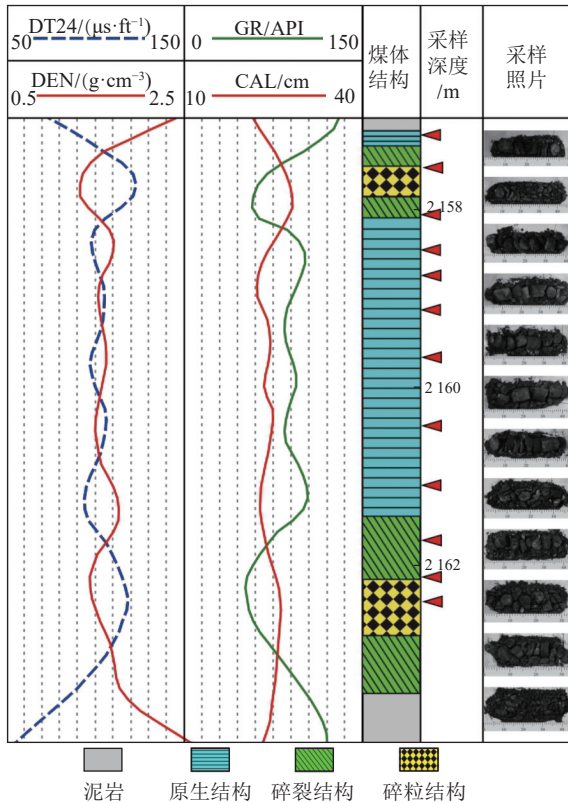 DT24/(μs·ft⁻¹)
50 150
DEN/(g·cm⁻³)
0.5 2.5
GR/API
0 150
CAL/cm
10 40
煤体
结构
采样
深度
/m
采样
照片
2 158
2 160
2 162
泥岩 原生结构 碎裂结构 碎粒结构